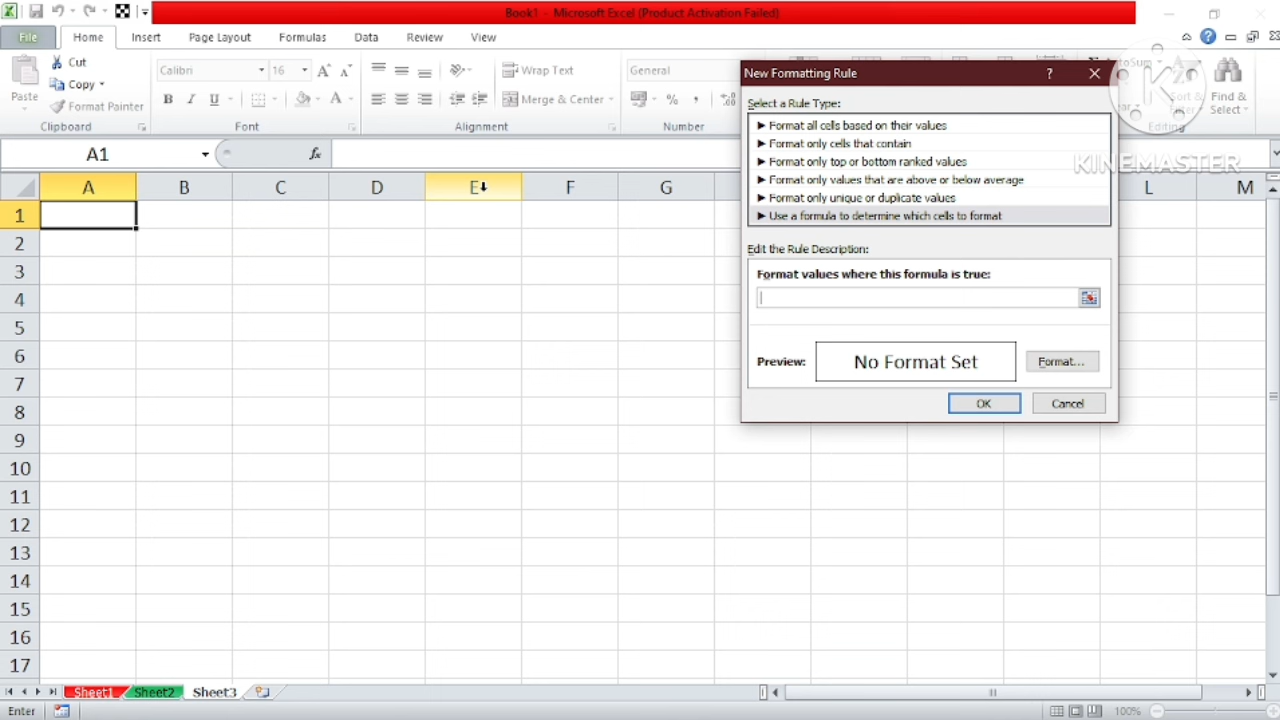 Book1 - Microsoft Excel (Product Activation Failed)
File Home Insert Page Layout Formulas Data Review View
Paste
Cut
Copy
Format Painter
Clipboard
Calibri 16
B I U
Font
Wrap Text
Merge & Center
Alignment
General
%
Number
AutoSum
Sort &
Filter
Find &
Select
Editing
KINEMASTER
A1
fx
A B C D E F G L M
1
2
3
4
5
6
7
8
9
10
11
12
13
14
15
16
17
New Formatting Rule
?
Select a Rule Type:
► Format all cells based on their values
► Format only cells that contain
► Format only top or bottom ranked values
► Format only values that are above or below average
► Format only unique or duplicate values
► Use a formula to determine which cells to format
Edit the Rule Description:
Format values where this formula is true:
Preview:
No Format Set
Format...
OK
Cancel
Sheet1 Sheet2 Sheet3
Enter
100%